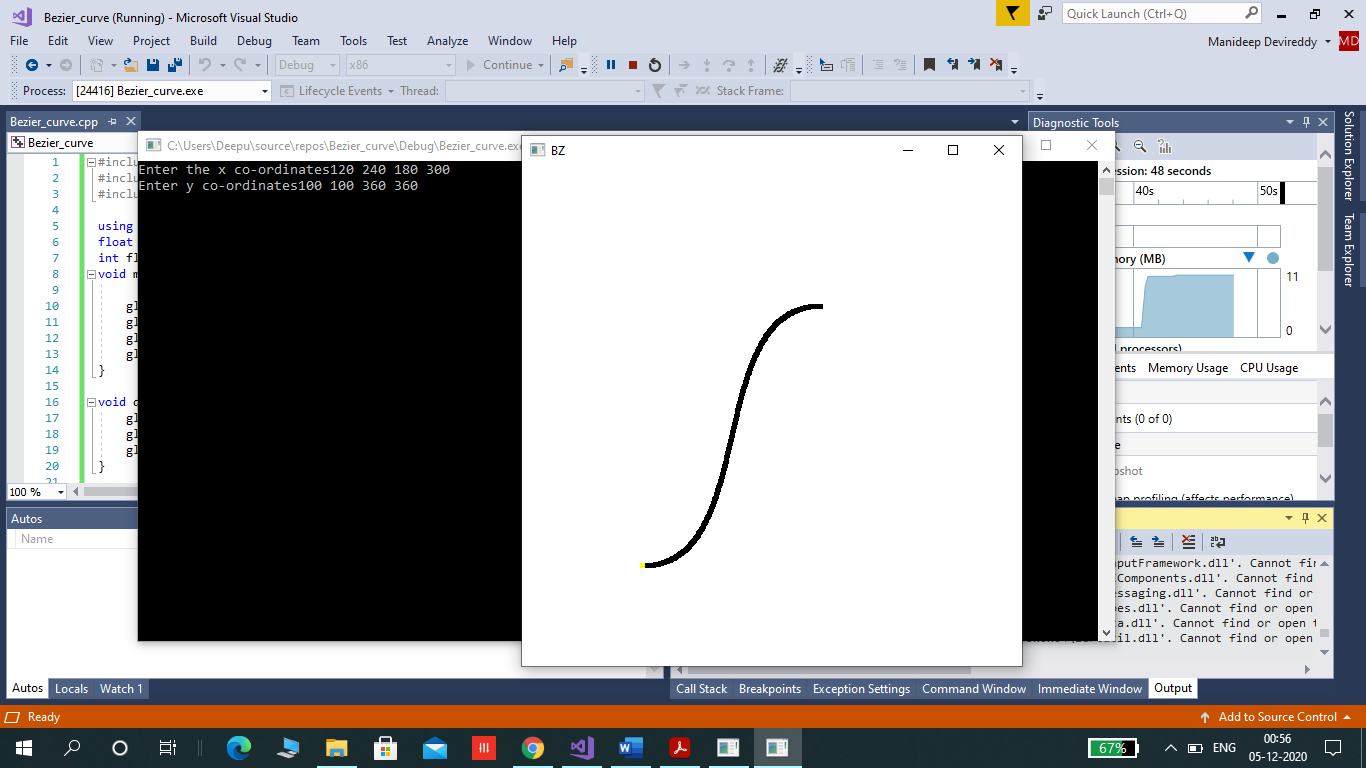 Bezier_curve (Running) - Microsoft Visual Studio
Quick Launch (Ctrl+Q)
File Edit View Project Build Debug Team Tools Test Analyze Window Help
Manideep Devireddy MD
Debug x86 Continue
Process: [24416] Bezier_curve.exe Lifecycle Events Thread: Stack Frame:
Bezier_curve.cpp
Diagnostic Tools
Bezier_curve
C:\Users\Deepu\source\repos\Bezier_curve\Debug\Bezier_curve.exe
BZ
Enter the x co-ordinates120 240 180 300
Enter y co-ordinates100 100 360 360
1 #inclu
2 #inclu
3 #inclu
4
5 using
6 float
7 int fl
8 void m
9
10 gl
11 gl
12 gl
13 gl
14 }
15
16 void d
17 gl
18 gl
19 gl
20 }
21
100 %
ssion: 48 seconds
40s 50s
nory (MB)
11
0
l processors)
ents Memory Usage CPU Usage
nts (0 of 0)
e
pshot
ap profiling (affects performance)
Solution Explorer
Team Explorer
Autos
Name
putFramework.dll'. Cannot fin
Components.dll'. Cannot find
essaging.dll'. Cannot find or
pes.dll'. Cannot find or open
ta.dll'. Cannot find or open t
il.dll'. Cannot find or open
Autos Locals Watch 1
Call Stack Breakpoints Exception Settings Command Window Immediate Window Output
Ready
Add to Source Control
67%
ENG
00:56
05-12-2020